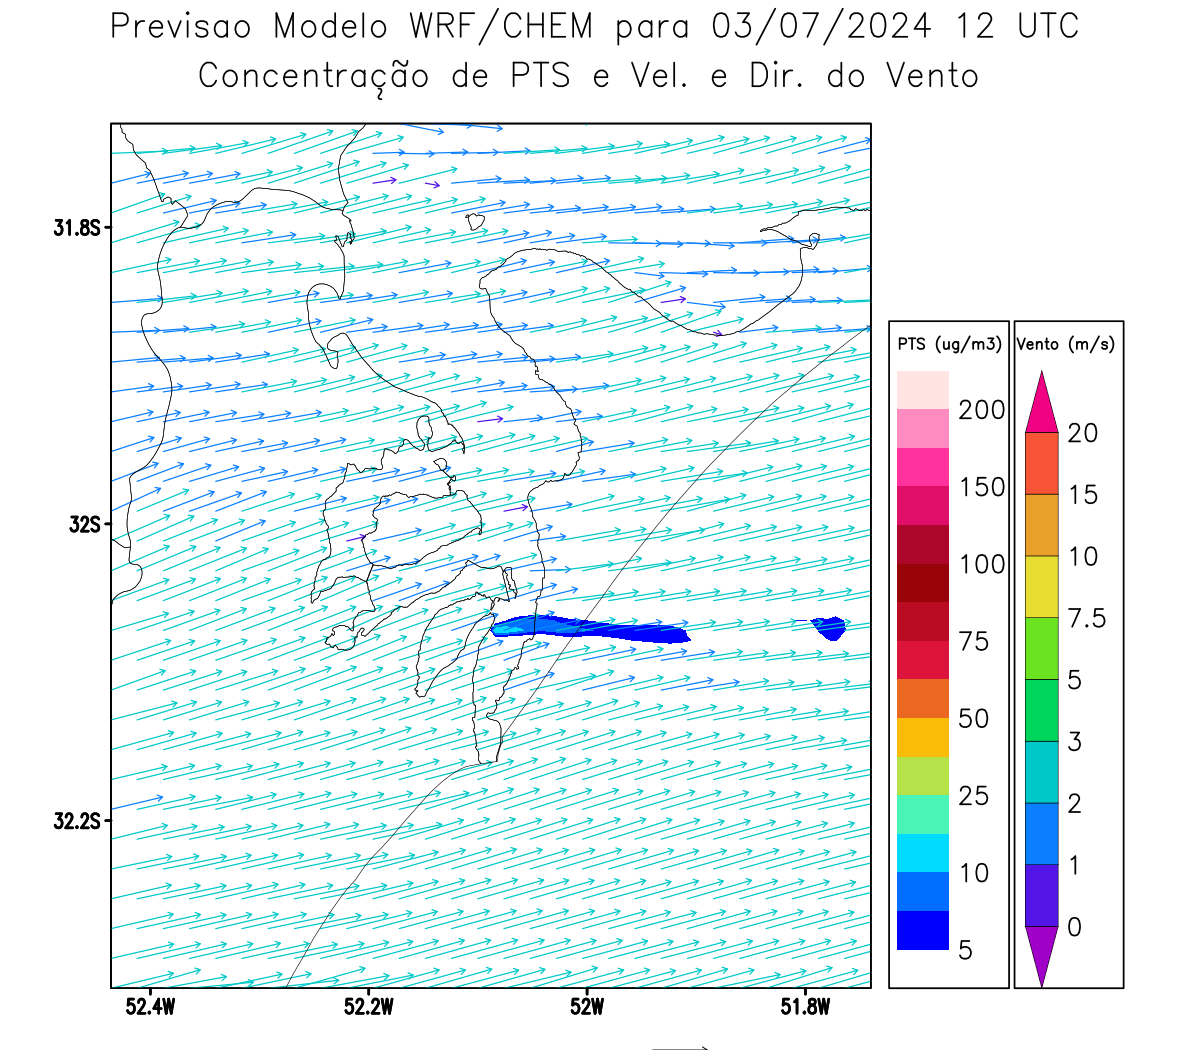 Previsao Modelo WRF/CHEM para 03/07/2024 12 UTC
Concentração de PTS e Vel. e Dir. do Vento
31.8S
32S
32.2S
52.4W 52.2W 52W 51.8W
PTS (ug/m3)
200
150
100
75
50
25
10
5
Vento (m/s)
20
15
10
7.5
5
3
2
1
0